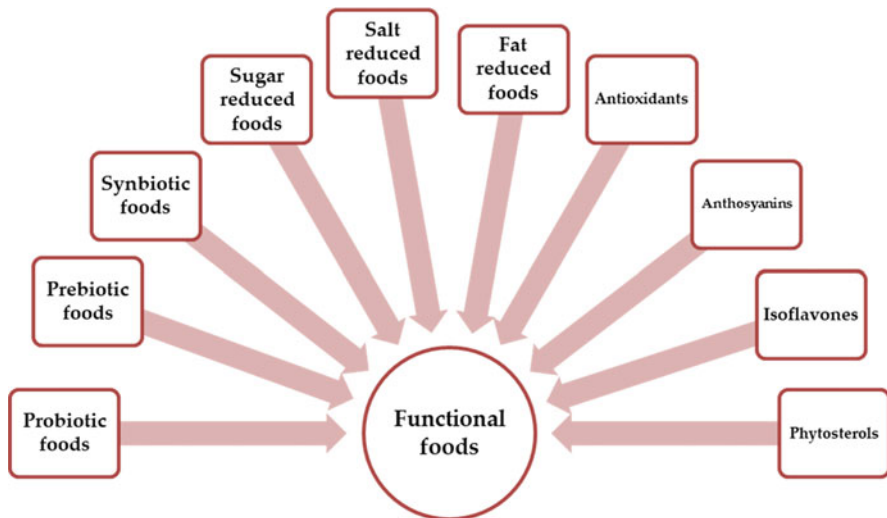 Salt
reduced
foods
Fat
reduced
foods
Sugar
reduced
foods
Antioxidants
Synbiotic
foods
Anthosyanins
Prebiotic
foods
Isoflavones
Probiotic
foods
Functional
foods
Phytosterols